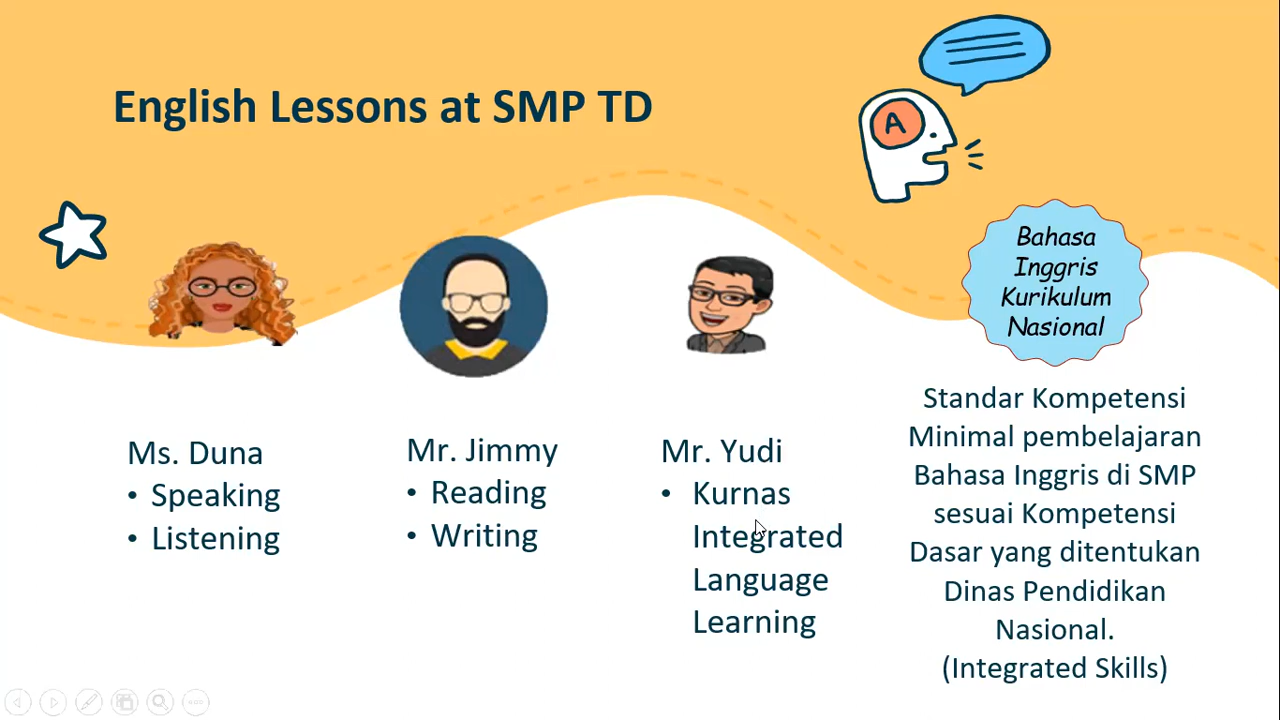 English Lessons at SMP TD
A
Bahasa
Inggris
Kurikulum
Nasional
Ms. Duna
• Speaking
• Listening
Mr. Jimmy
• Reading
• Writing
Mr. Yudi
• Kurnas
Integrated
Language
Learning
Standar Kompetensi
Minimal pembelajaran
Bahasa Inggris di SMP
sesuai Kompetensi
Dasar yang ditentukan
Dinas Pendidikan
Nasional.
(Integrated Skills)